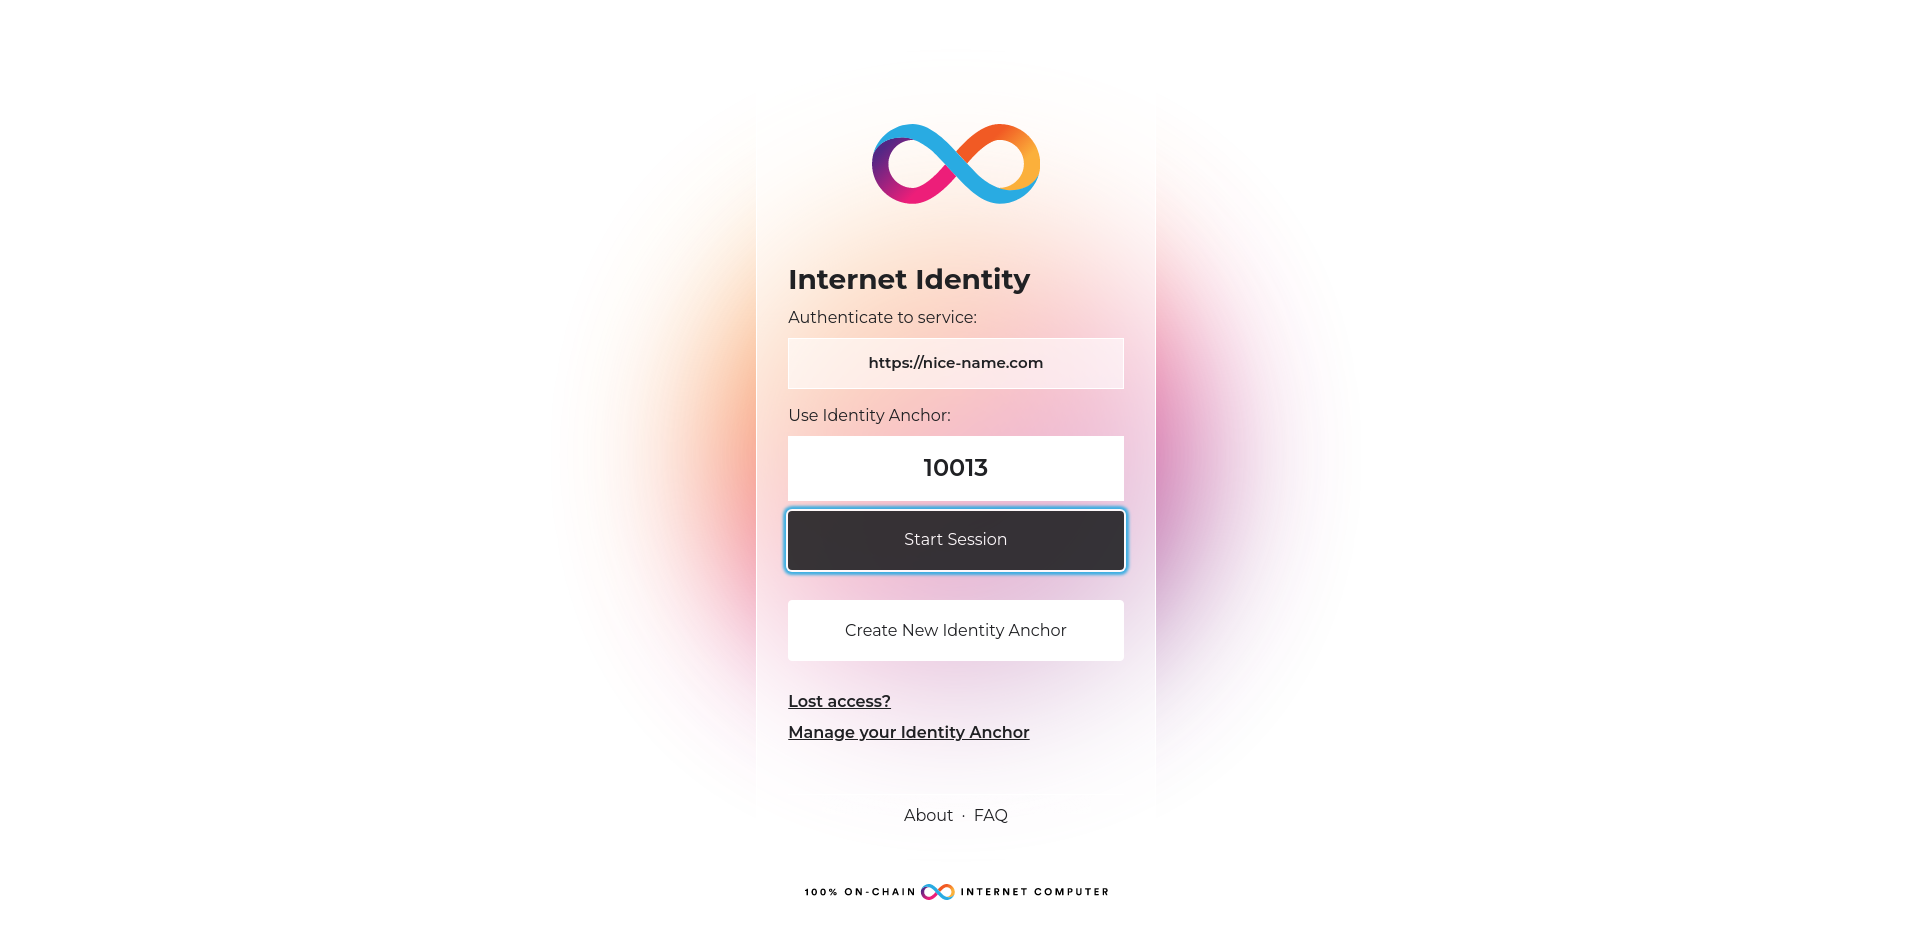 Internet Identity
Authenticate to service:
https://nice-name.com
Use Identity Anchor:
10013
Start Session
Create New Identity Anchor
Lost access?
Manage your Identity Anchor
About · FAQ
100% ON-CHAIN INTERNET COMPUTER